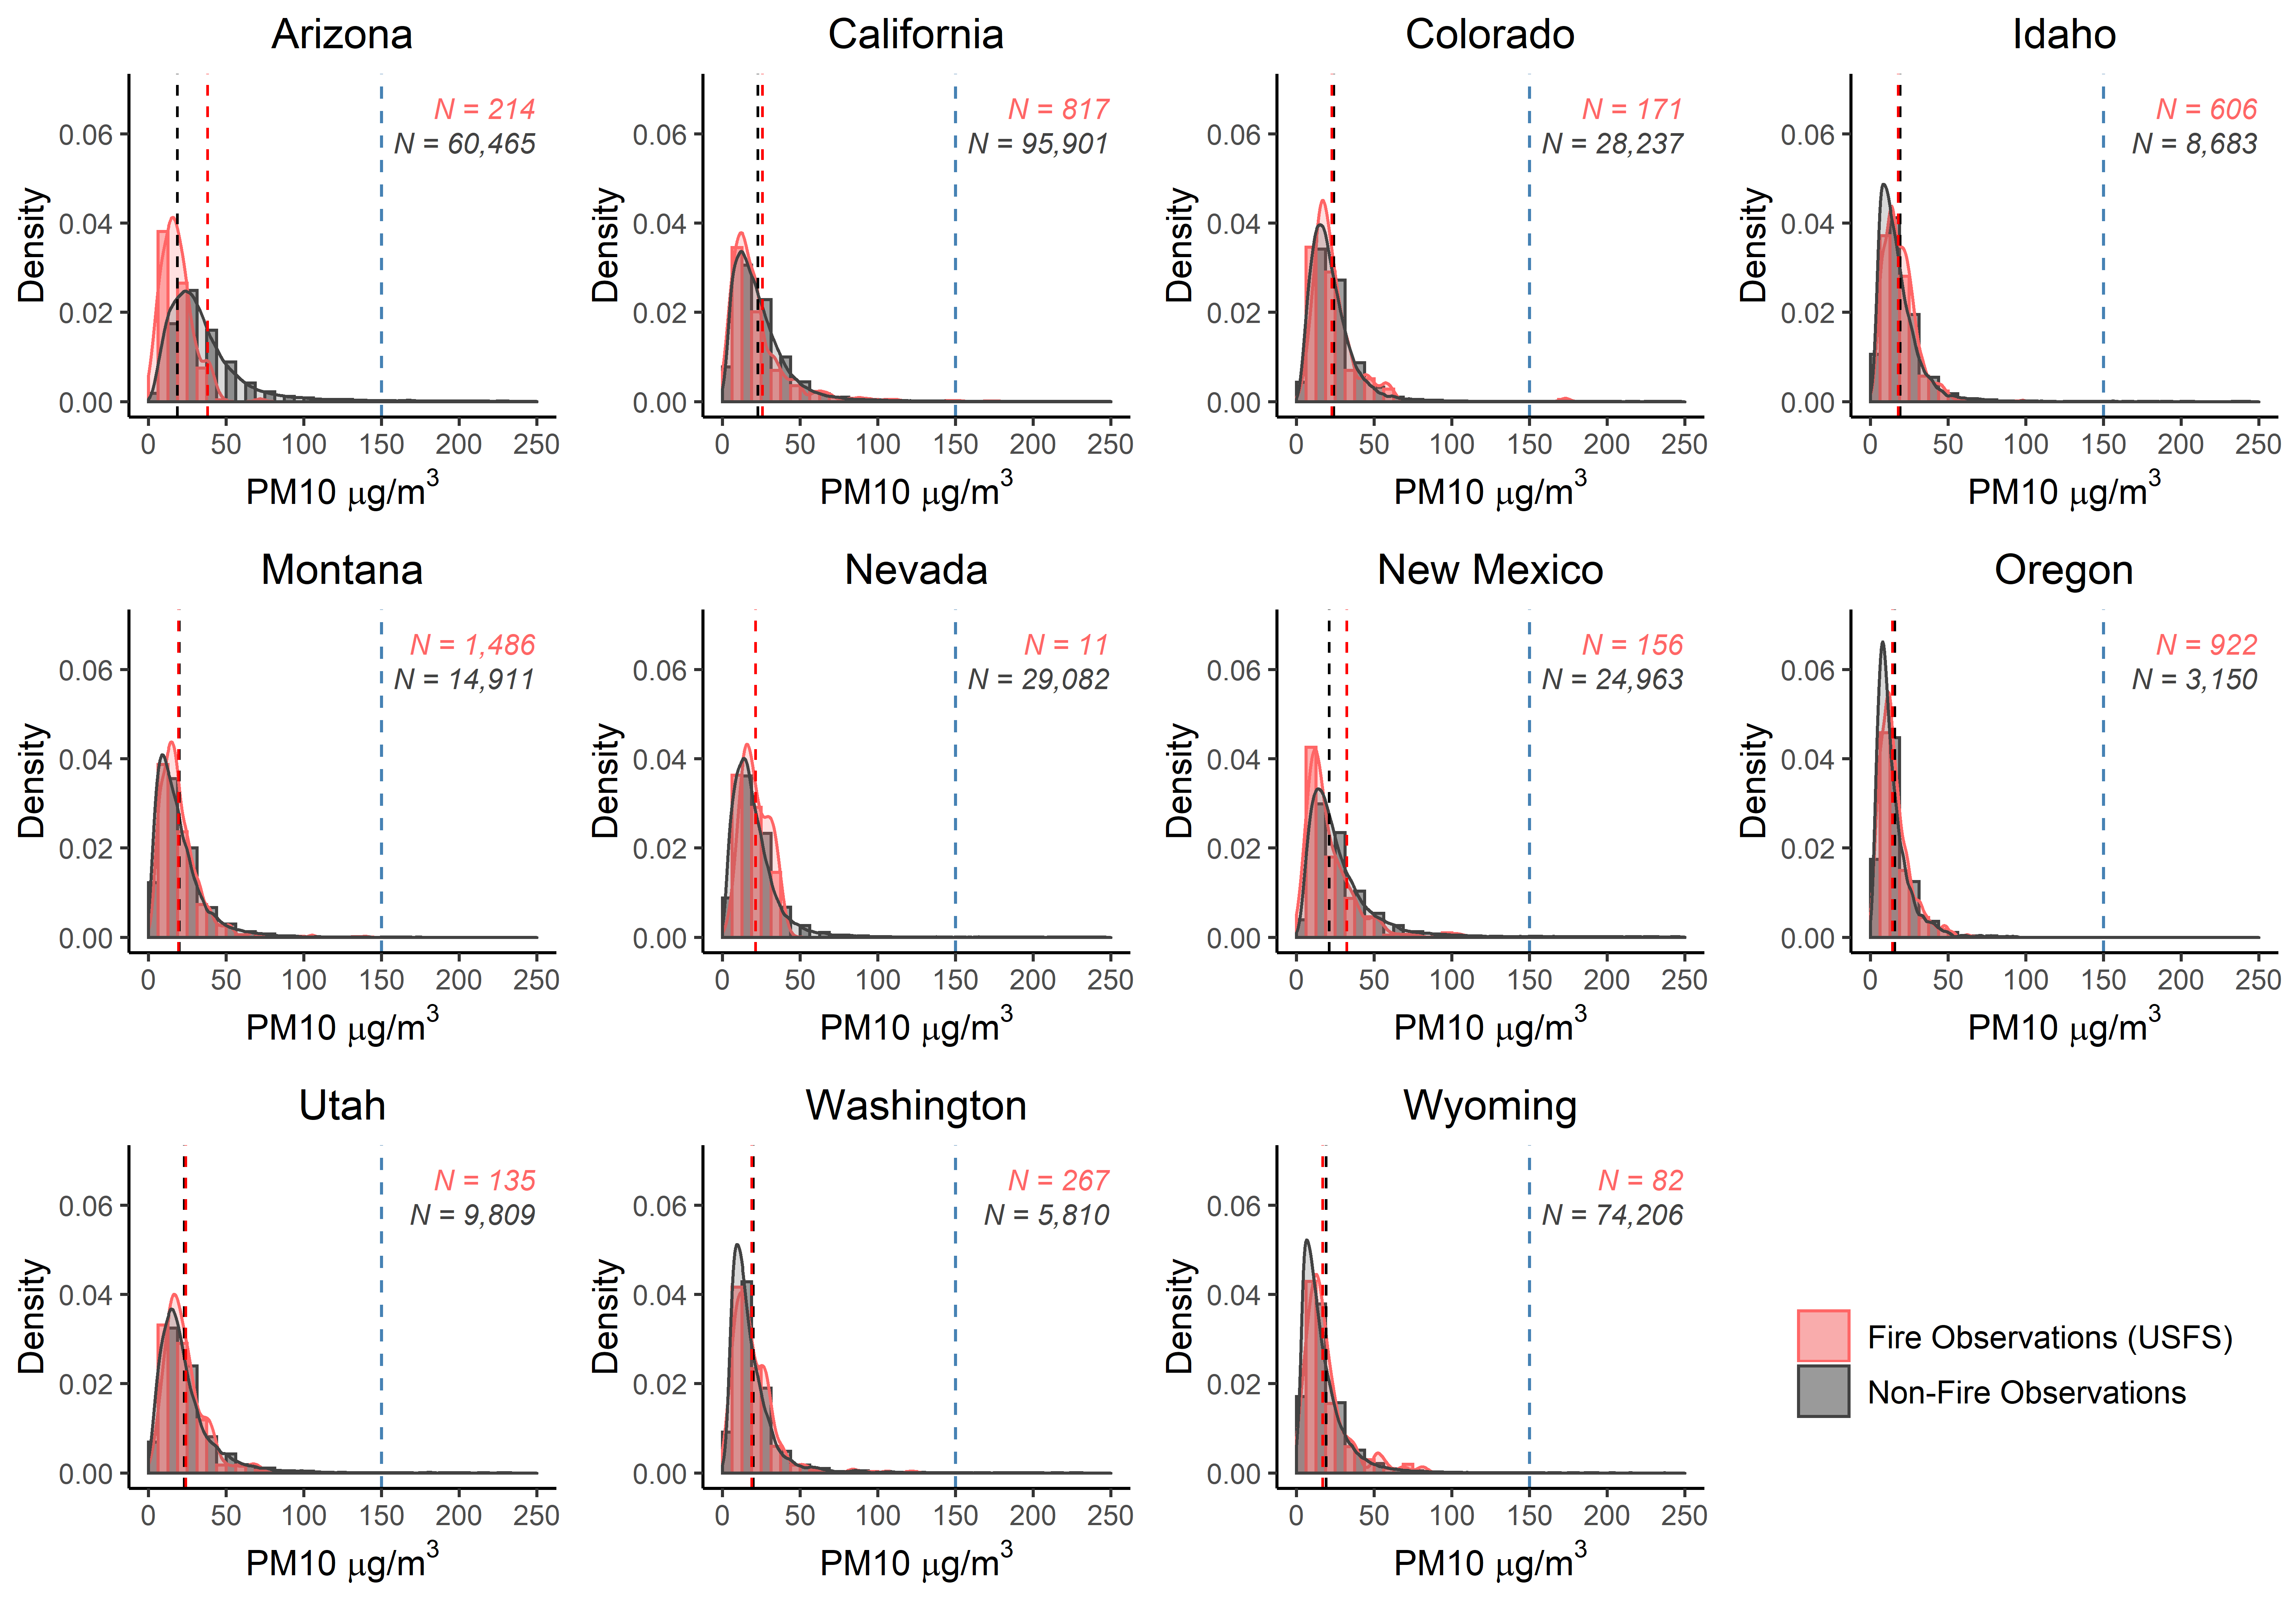 Arizona
N = 214
N = 60,465
Density
0.06
0.04
0.02
0.00
0 50 100 150 200 250
PM10 μg/m³
California
N = 817
N = 95,901
Density
0.06
0.04
0.02
0.00
0 50 100 150 200 250
PM10 μg/m³
Colorado
N = 171
N = 28,237
Density
0.06
0.04
0.02
0.00
0 50 100 150 200 250
PM10 μg/m³
Idaho
N = 606
N = 8,683
Density
0.06
0.04
0.02
0.00
0 50 100 150 200 250
PM10 μg/m³
Montana
N = 1,486
N = 14,911
Density
0.06
0.04
0.02
0.00
0 50 100 150 200 250
PM10 μg/m³
Nevada
N = 11
N = 29,082
Density
0.06
0.04
0.02
0.00
0 50 100 150 200 250
PM10 μg/m³
New Mexico
N = 156
N = 24,963
Density
0.06
0.04
0.02
0.00
0 50 100 150 200 250
PM10 μg/m³
Oregon
N = 922
N = 3,150
Density
0.06
0.04
0.02
0.00
0 50 100 150 200 250
PM10 μg/m³
Utah
N = 135
N = 9,809
Density
0.06
0.04
0.02
0.00
0 50 100 150 200 250
PM10 μg/m³
Washington
N = 267
N = 5,810
Density
0.06
0.04
0.02
0.00
0 50 100 150 200 250
PM10 μg/m³
Wyoming
N = 82
N = 74,206
Density
0.06
0.04
0.02
0.00
0 50 100 150 200 250
PM10 μg/m³
Fire Observations (USFS)
Non-Fire Observations